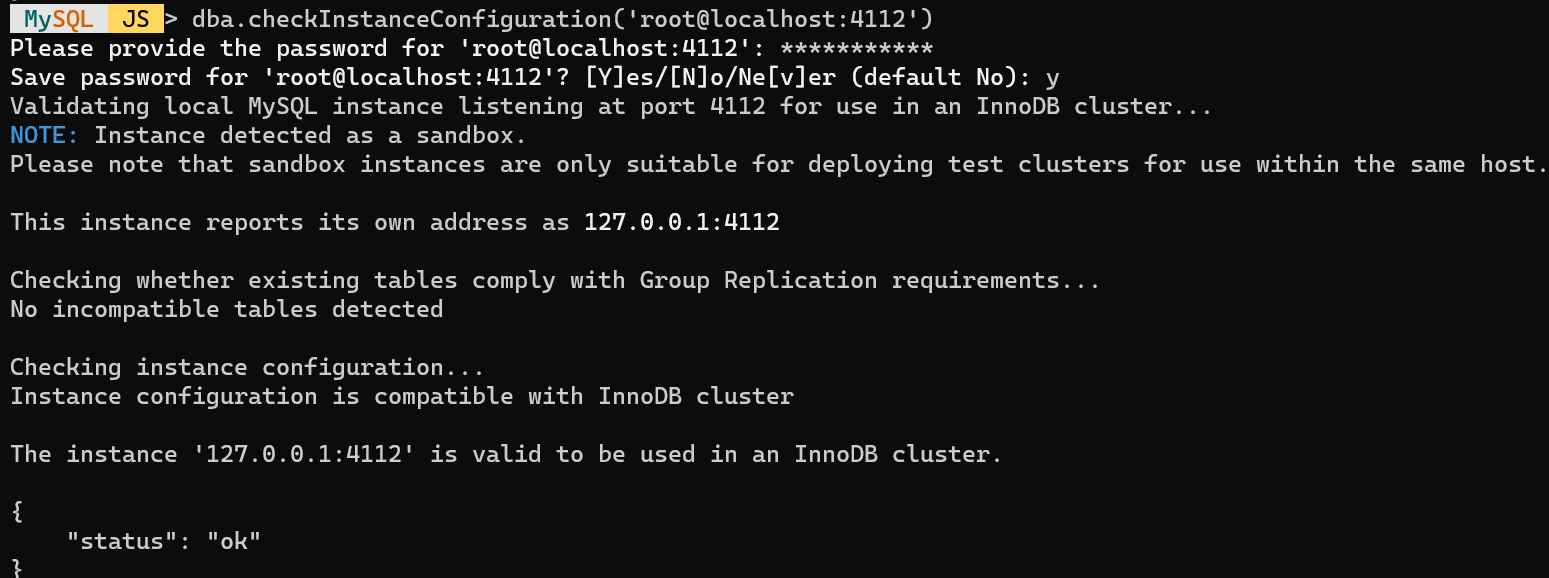 MySQL JS > dba.checkInstanceConfiguration('root@localhost:4112')
Please provide the password for 'root@localhost:4112': ***********
Save password for 'root@localhost:4112'? [Y]es/[N]o/Ne[v]er (default No): y
Validating local MySQL instance listening at port 4112 for use in an InnoDB cluster...
NOTE: Instance detected as a sandbox.
Please note that sandbox instances are only suitable for deploying test clusters for use within the same host.
This instance reports its own address as 127.0.0.1:4112
Checking whether existing tables comply with Group Replication requirements...
No incompatible tables detected
Checking instance configuration...
Instance configuration is compatible with InnoDB cluster
The instance '127.0.0.1:4112' is valid to be used in an InnoDB cluster.
{
    "status": "ok"
}